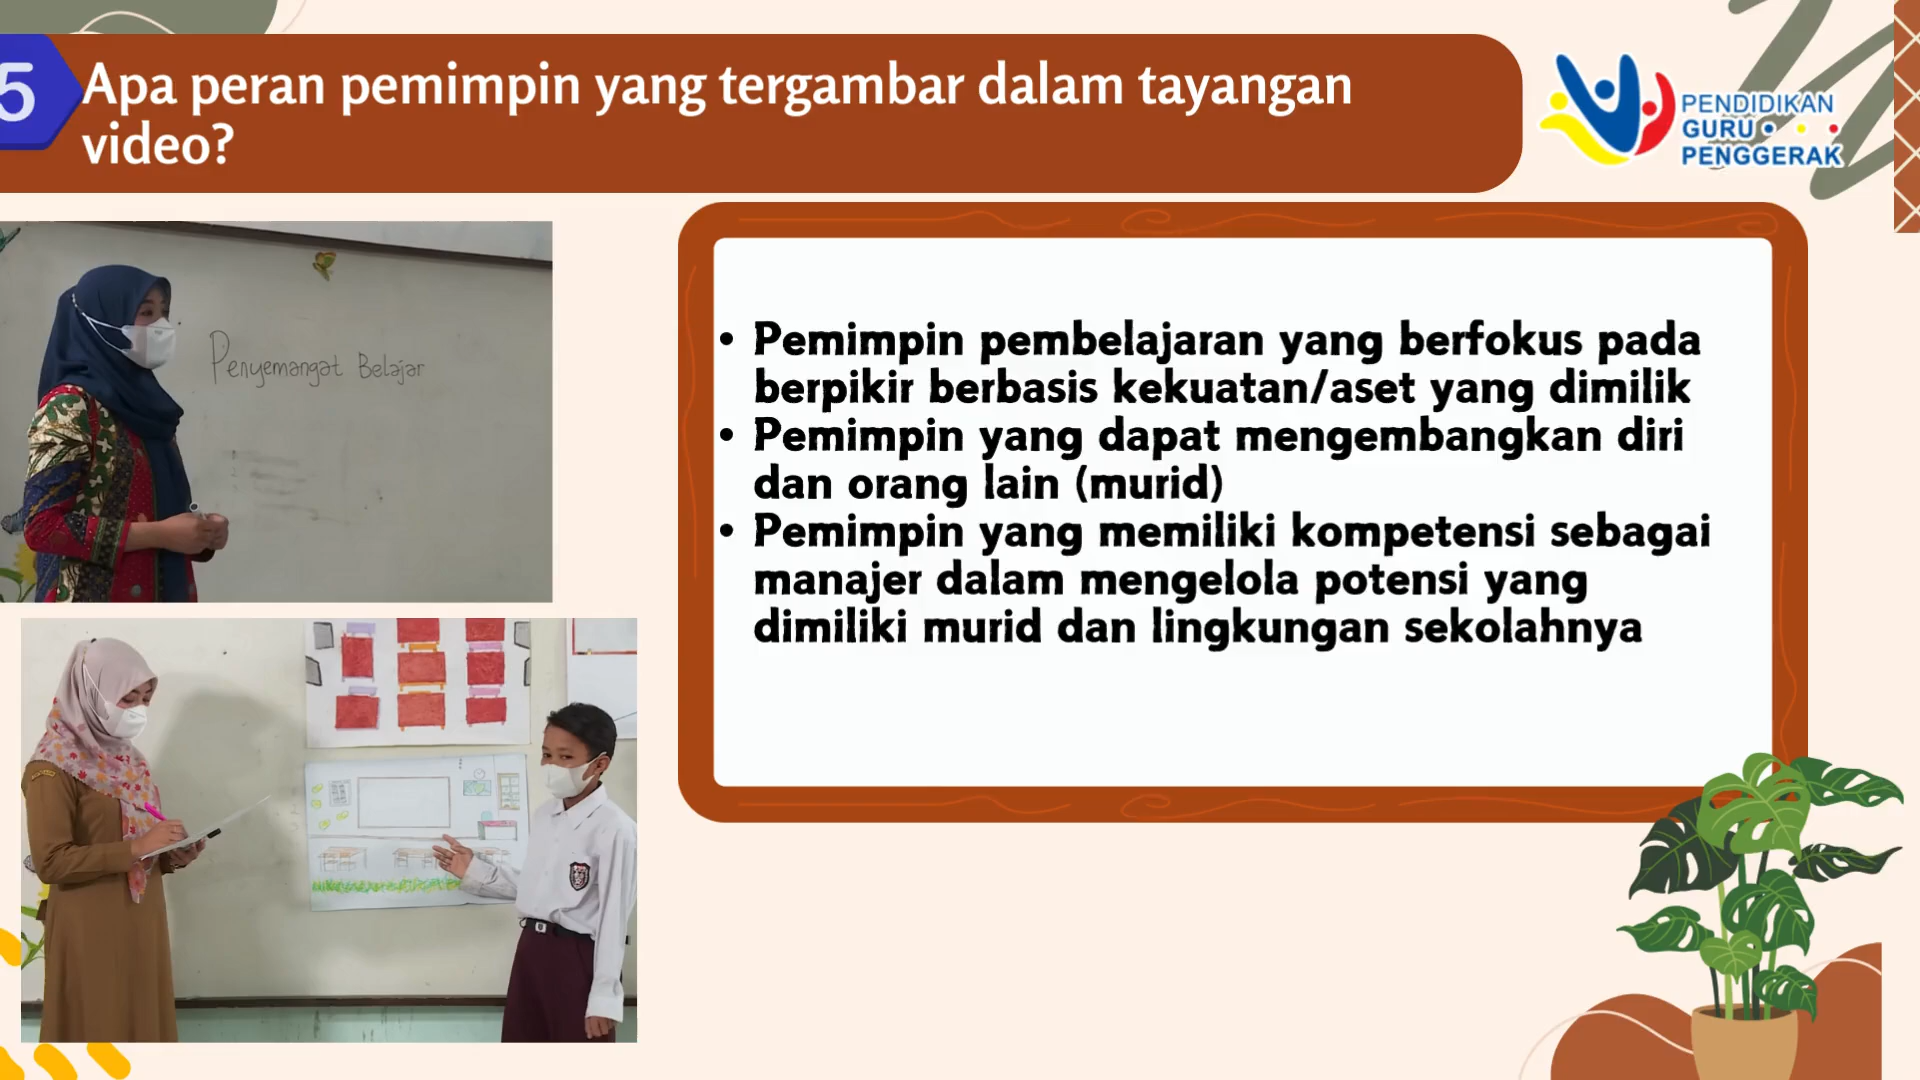 5
Apa peran pemimpin yang tergambar dalam tayangan
video?
PENDIDIKAN
GURU
PENGGERAK
Penyemangat Belajar
• Pemimpin pembelajaran yang berfokus pada
berpikir berbasis kekuatan/aset yang dimilik
• Pemimpin yang dapat mengembangkan diri
dan orang lain (murid)
• Pemimpin yang memiliki kompetensi sebagai
manajer dalam mengelola potensi yang
dimiliki murid dan lingkungan sekolahnya